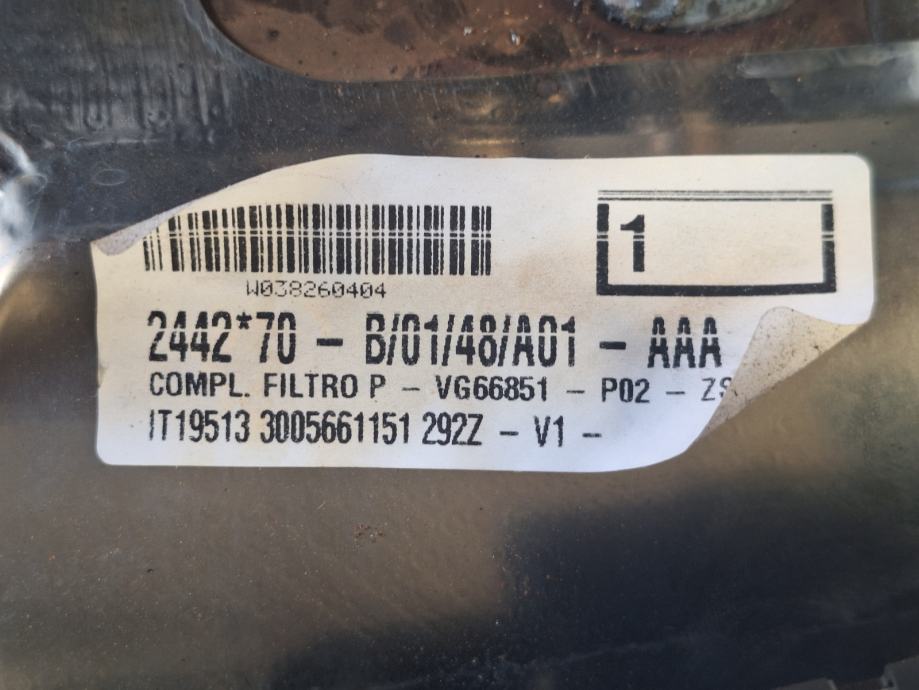 1
W038260404
2442*70 - B/01/48/A01 - AAA
COMPL. FILTRO P - VG66851 - P02 -
IT19513 3005661151 292Z - V1 -